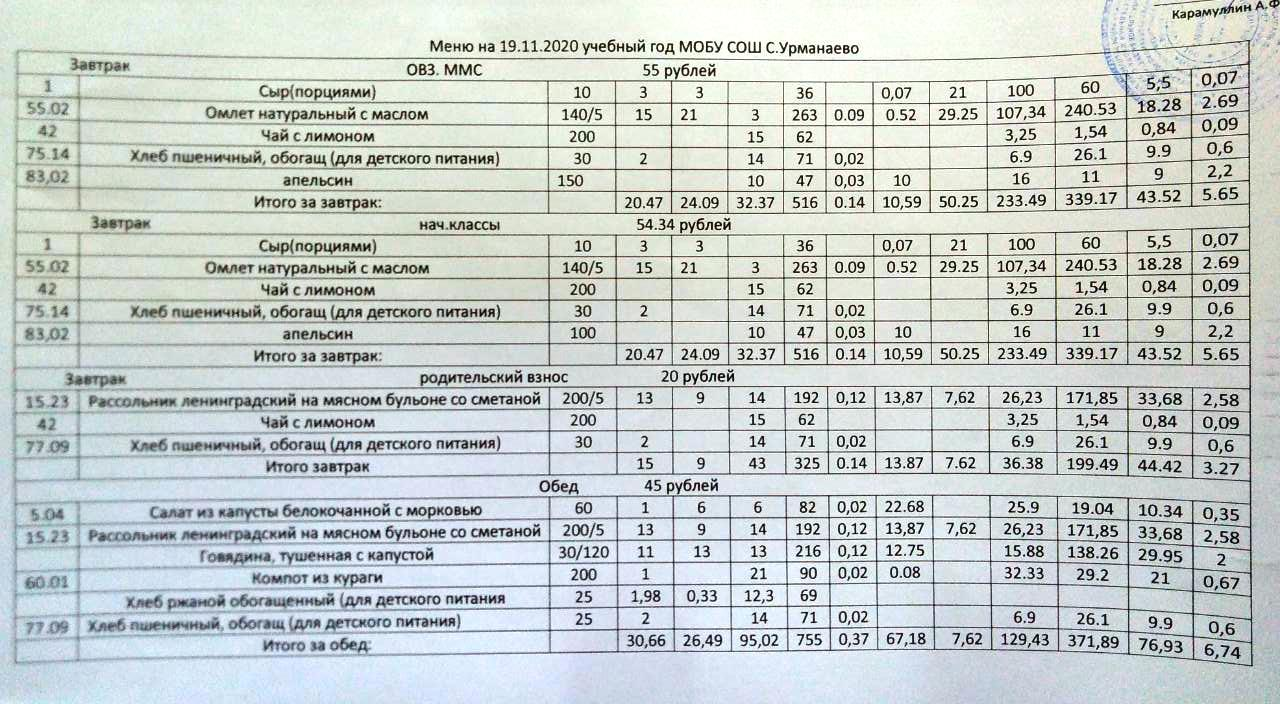 Карамуллин А.Ф
Меню на 19.11.2020 учебный год МОБУ СОШ С.Урманаево
Завтрак ОВЗ. ММС 55 рублей
1 Сыр(порциями) 10 3 3 36 0,07 21 100 60 5,5 0,07
55.02 Омлет натуральный с маслом 140/5 15 21 3 263 0.09 0.52 29.25 107,34 240.53 18.28 2.69
42 Чай с лимоном 200 15 62 3,25 1,54 0,84 0,09
75.14 Хлеб пшеничный, обогащ (для детского питания) 30 2 14 71 0,02 6.9 26.1 9.9 0,6
83,02 апельсин 150 10 47 0,03 10 16 11 9 2,2
Итого за завтрак: 20.47 24.09 32.37 516 0.14 10,59 50.25 233.49 339.17 43.52 5.65
Завтрак нач.классы 54.34 рублей
1 Сыр(порциями) 10 3 3 36 0,07 21 100 60 5,5 0,07
55.02 Омлет натуральный с маслом 140/5 15 21 3 263 0.09 0.52 29.25 107,34 240.53 18.28 2.69
42 Чай с лимоном 200 15 62 3,25 1,54 0,84 0,09
75.14 Хлеб пшеничный, обогащ (для детского питания) 30 2 14 71 0,02 6.9 26.1 9.9 0,6
83,02 апельсин 100 10 47 0,03 10 16 11 9 2,2
Итого за завтрак: 20.47 24.09 32.37 516 0.14 10,59 50.25 233.49 339.17 43.52 5.65
Завтрак родительский взнос 20 рублей
15.23 Рассольник ленинградский на мясном бульоне со сметаной 200/5 13 9 14 192 0,12 13,87 7,62 26,23 171,85 33,68 2,58
42 Чай с лимоном 200 15 62 3,25 1,54 0,84 0,09
77.09 Хлеб пшеничный, обогащ (для детского питания) 30 2 14 71 0,02 6.9 26.1 9.9 0,6
Итого завтрак 15 9 43 325 0.14 13.87 7.62 36.38 199.49 44.42 3.27
Обед 45 рублей
5.04 Салат из капусты белокочанной с морковью 60 1 6 6 82 0,02 22.68 25.9 19.04 10.34 0,35
15.23 Рассольник ленинградский на мясном бульоне со сметаной 200/5 13 9 14 192 0,12 13,87 7,62 26,23 171,85 33,68 2,58
Говядина, тушенная с капустой 30/120 11 13 13 216 0,12 12.75 15.88 138.26 29.95 2
60.01 Компот из кураги 200 1 21 90 0,02 0.08 32.33 29.2 21 0,67
Хлеб ржаной обогащенный (для детского питания 25 1,98 0,33 12,3 69
77.09 Хлеб пшеничный, обогащ (для детского питания) 25 2 14 71 0,02 6.9 26.1 9.9 0,6
Итого за обед: 30,66 26,49 95,02 755 0,37 67,18 7,62 129,43 371,89 76,93 6,74